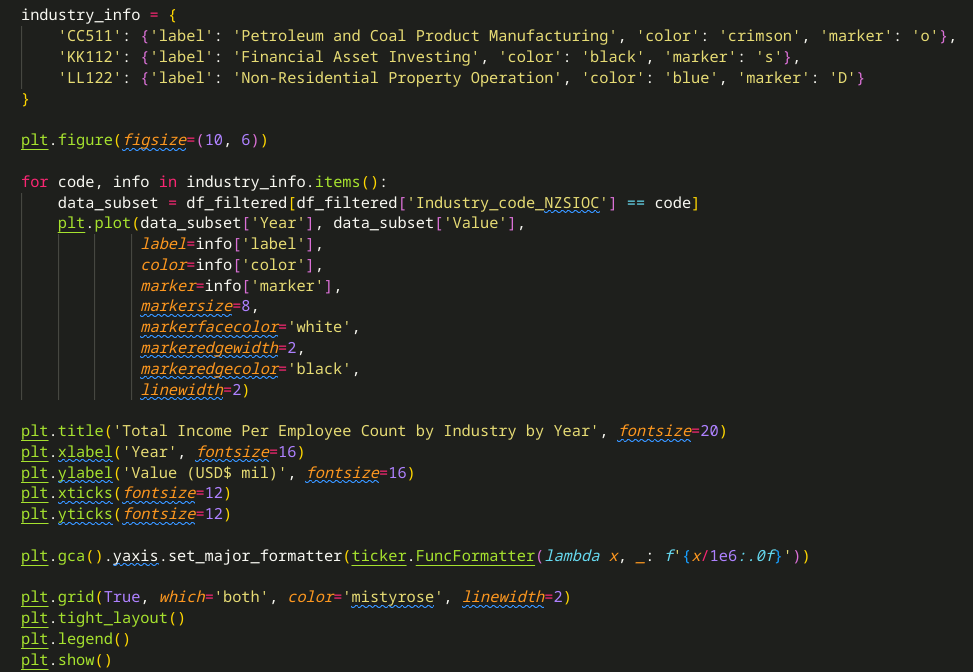 industry_info = {
    'CC511': {'label': 'Petroleum and Coal Product Manufacturing', 'color': 'crimson', 'marker': 'o'},
    'KK112': {'label': 'Financial Asset Investing', 'color': 'black', 'marker': 's'},
    'LL122': {'label': 'Non-Residential Property Operation', 'color': 'blue', 'marker': 'D'}
}

plt.figure(figsize=(10, 6))

for code, info in industry_info.items():
    data_subset = df_filtered[df_filtered['Industry_code_NZSIOC'] == code]
    plt.plot(data_subset['Year'], data_subset['Value'],
             label=info['label'],
             color=info['color'],
             marker=info['marker'],
             markersize=8,
             markerfacecolor='white',
             markeredgewidth=2,
             markeredgecolor='black',
             linewidth=2)

plt.title('Total Income Per Employee Count by Industry by Year', fontsize=20)
plt.xlabel('Year', fontsize=16)
plt.ylabel('Value (USD$ mil)', fontsize=16)
plt.xticks(fontsize=12)
plt.yticks(fontsize=12)

plt.gca().yaxis.set_major_formatter(ticker.FuncFormatter(lambda x, _: f'{x/1e6:.0f}'))

plt.grid(True, which='both', color='mistyrose', linewidth=2)
plt.tight_layout()
plt.legend()
plt.show()